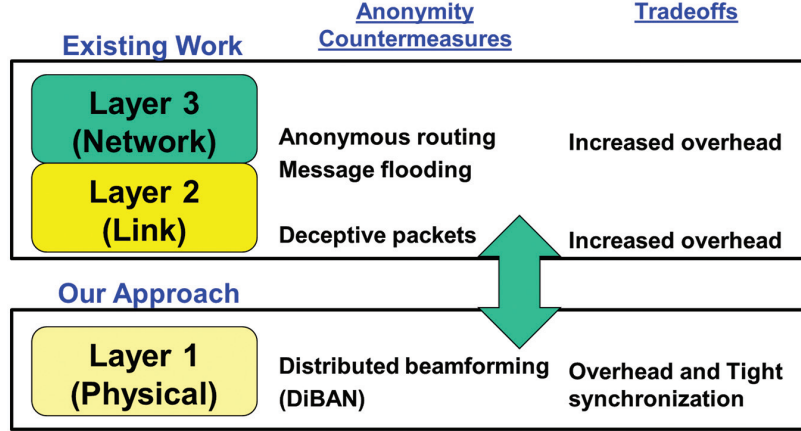 Anonymity
Countermeasures
Tradeoffs
Existing Work
Layer 3
(Network)
Anonymous routing
Message flooding
Increased overhead
Layer 2
(Link)
Deceptive packets
Increased overhead
Our Approach
Layer 1
(Physical)
Distributed beamforming
(DiBAN)
Overhead and Tight
synchronization